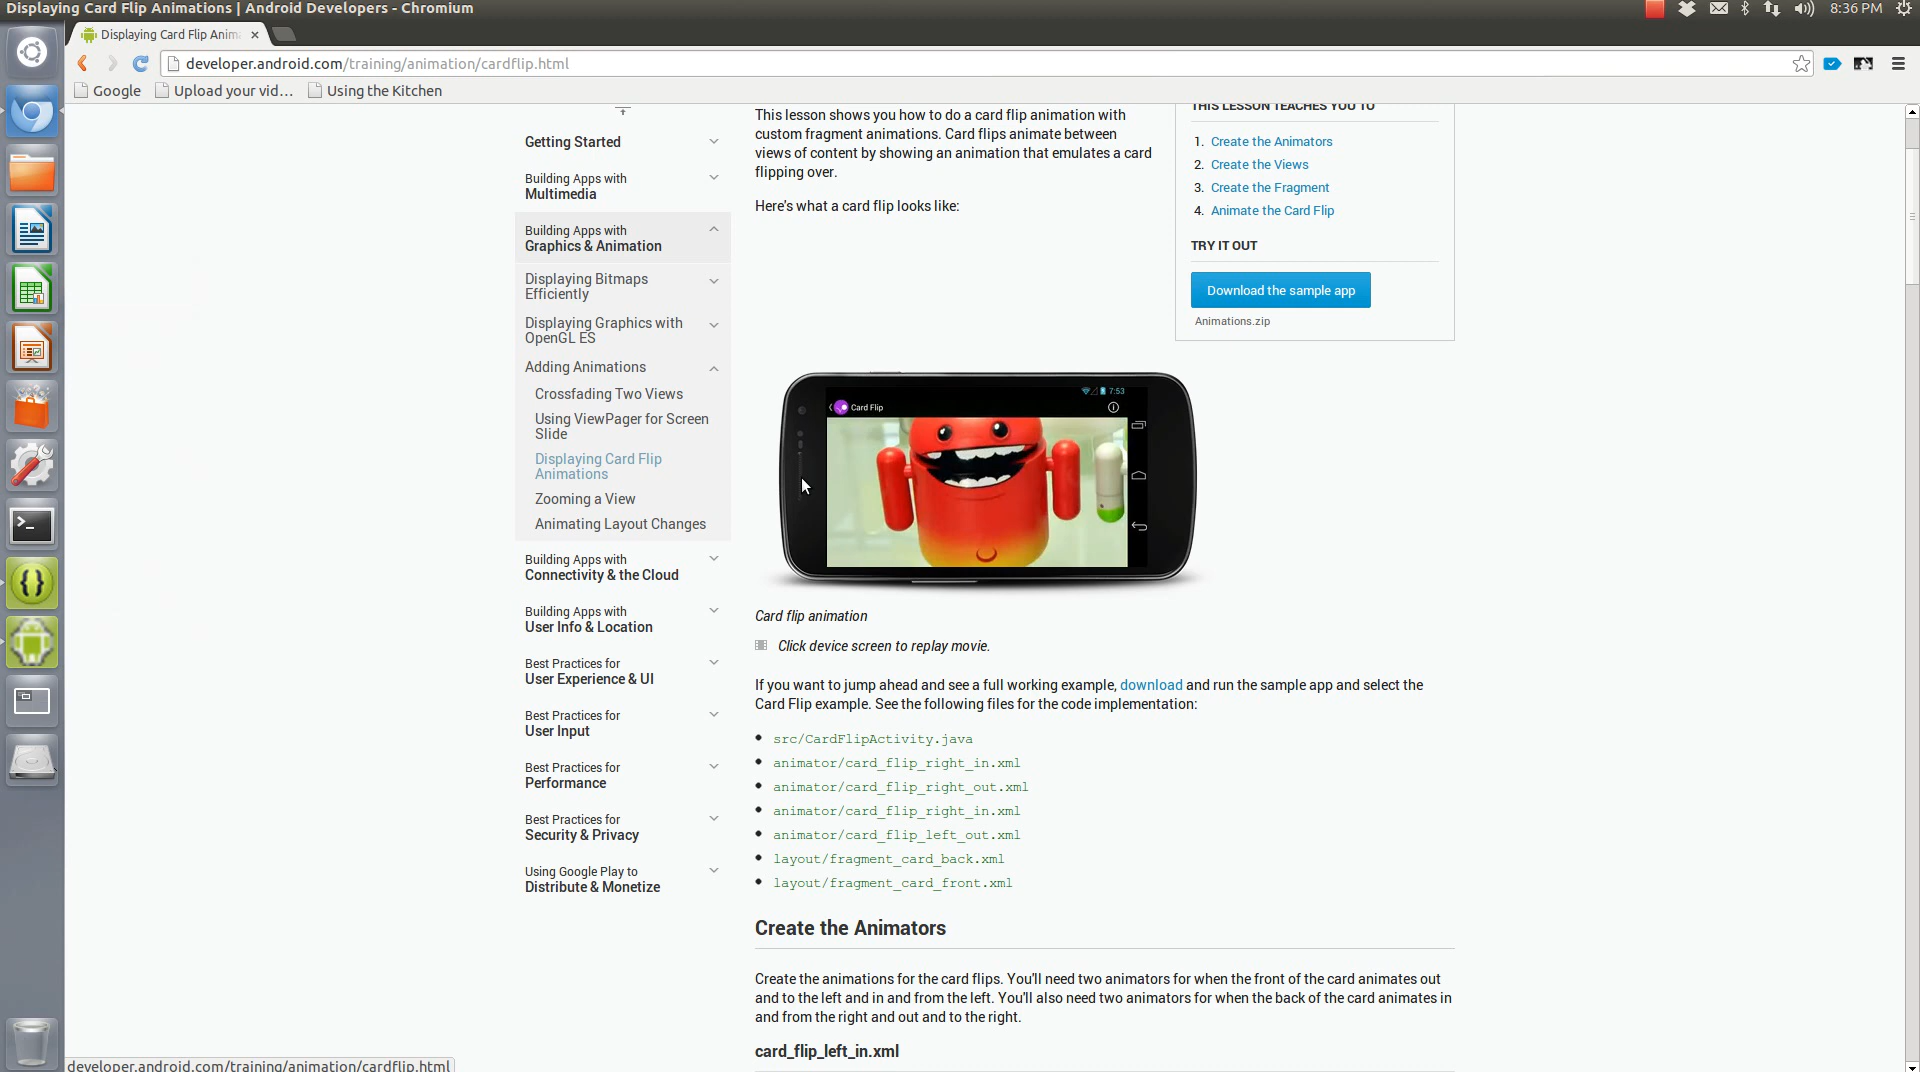 Displaying Card Flip Animations | Android Developers - Chromium
8:36 PM
Displaying Card Flip Anim
developer.android.com/training/animation/cardflip.html
Google
Upload your vid...
Using the Kitchen
Getting Started
Building Apps with
Multimedia
Building Apps with
Graphics & Animation
Displaying Bitmaps
Efficiently
Displaying Graphics with
OpenGL ES
Adding Animations
Crossfading Two Views
Using ViewPager for Screen
Slide
Displaying Card Flip
Animations
Zooming a View
Animating Layout Changes
Building Apps with
Connectivity & the Cloud
Building Apps with
User Info & Location
Best Practices for
User Experience & UI
Best Practices for
User Input
Best Practices for
Performance
Best Practices for
Security & Privacy
Using Google Play to
Distribute & Monetize
This lesson shows you how to do a card flip animation with
custom fragment animations. Card flips animate between
views of content by showing an animation that emulates a card
flipping over.
Here's what a card flip looks like:
THIS LESSON TEACHES YOU TO
1. Create the Animators
2. Create the Views
3. Create the Fragment
4. Animate the Card Flip
TRY IT OUT
Download the sample app
Animations.zip
7:53
Card Flip
Card flip animation
Click device screen to replay movie.
If you want to jump ahead and see a full working example, download and run the sample app and select the
Card Flip example. See the following files for the code implementation:
• src/CardFlipActivity.java
• animator/card_flip_right_in.xml
• animator/card_flip_right_out.xml
• animator/card_flip_right_in.xml
• animator/card_flip_left_out.xml
• layout/fragment_card_back.xml
• layout/fragment_card_front.xml
Create the Animators
Create the animations for the card flips. You'll need two animators for when the front of the card animates out
and to the left and in and from the left. You'll also need two animators for when the back of the card animates in
and from the right and out and to the right.
card_flip_left_in.xml
developer.android.com/training/animation/cardflip.html